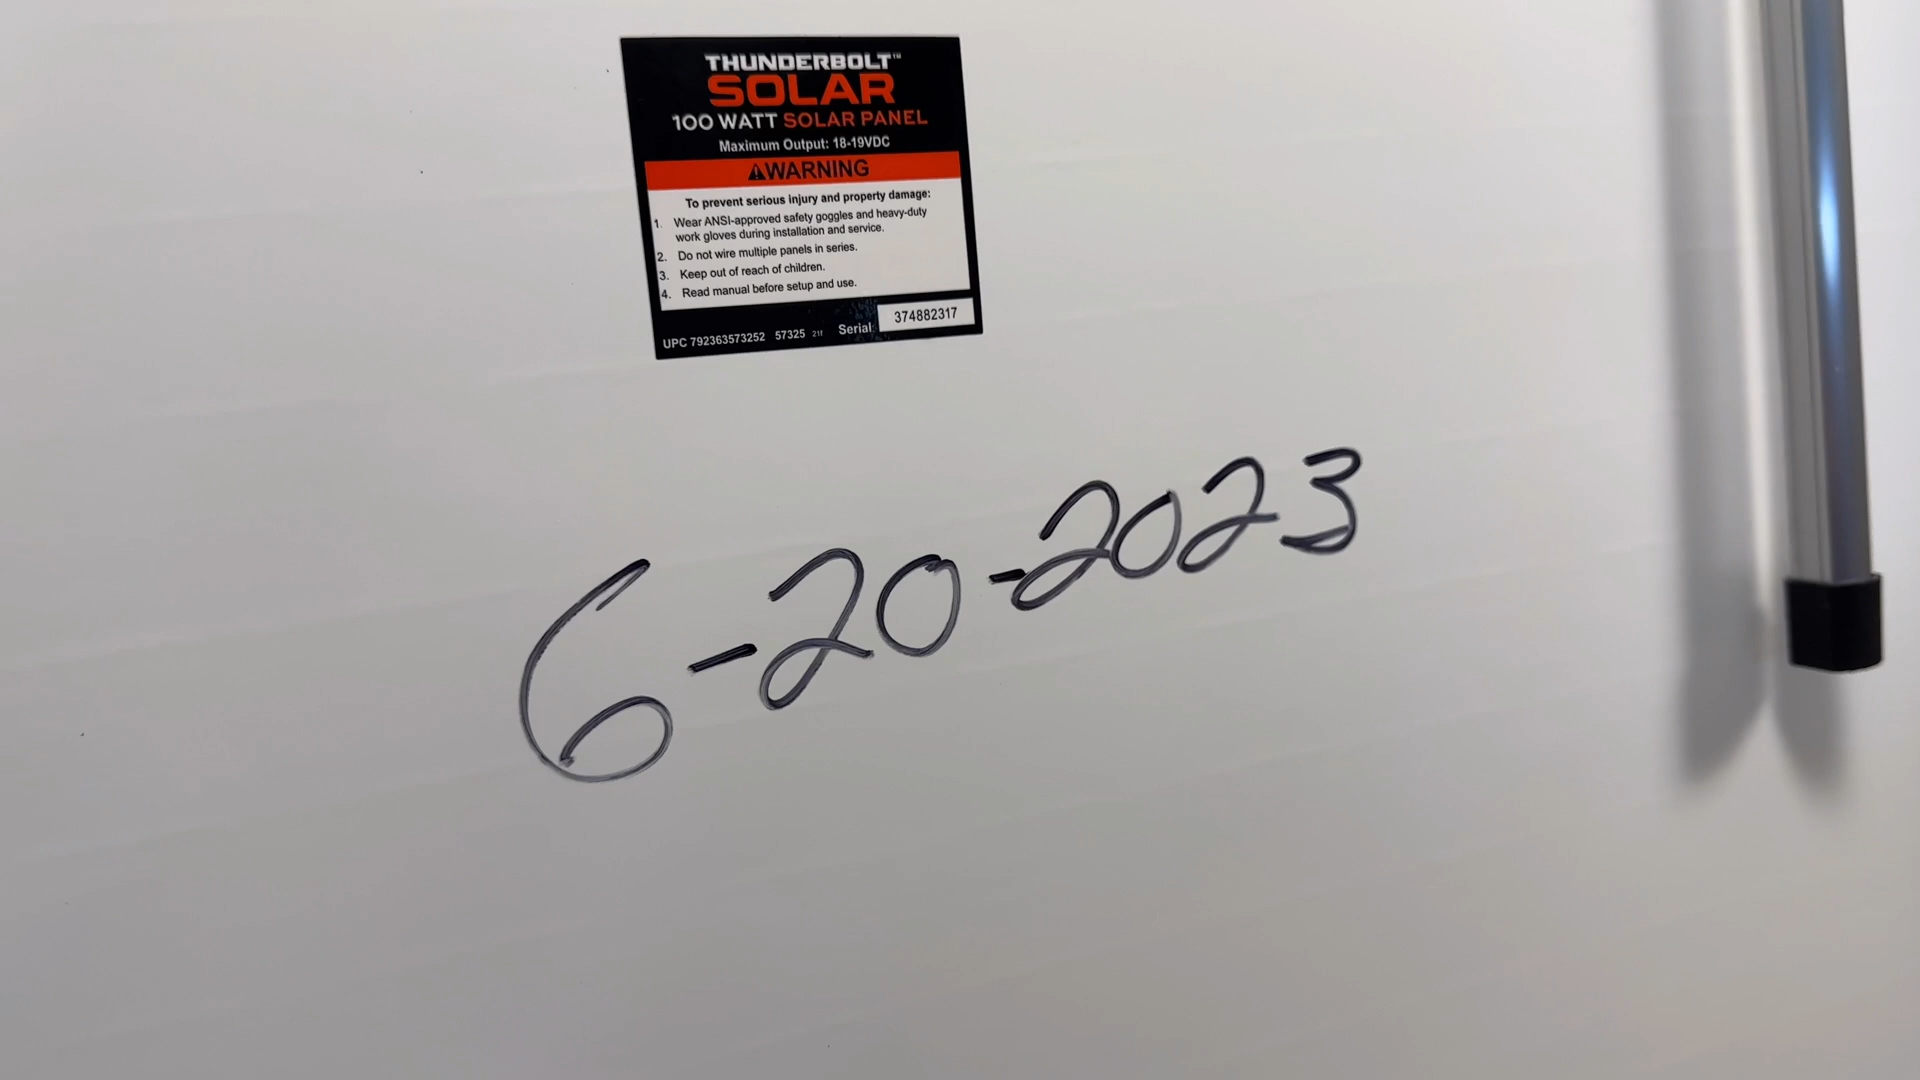 THUNDERBOLT™
SOLAR
100 WATT SOLAR PANEL
Maximum Output: 18-19VDC
⚠WARNING
To prevent serious injury and property damage:
1. Wear ANSI-approved safety goggles and heavy-duty
work gloves during installation and service.
2. Do not wire multiple panels in series.
3. Keep out of reach of children.
4. Read manual before setup and use.
UPC 792363573252 57325 21f Serial: 374882317
6-20-2023